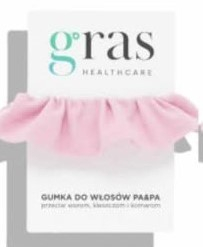 gras
HEALTHCARE
GUMKA DO WŁOSÓW PA&PA
przeciw wszom, kleszczom i komarom